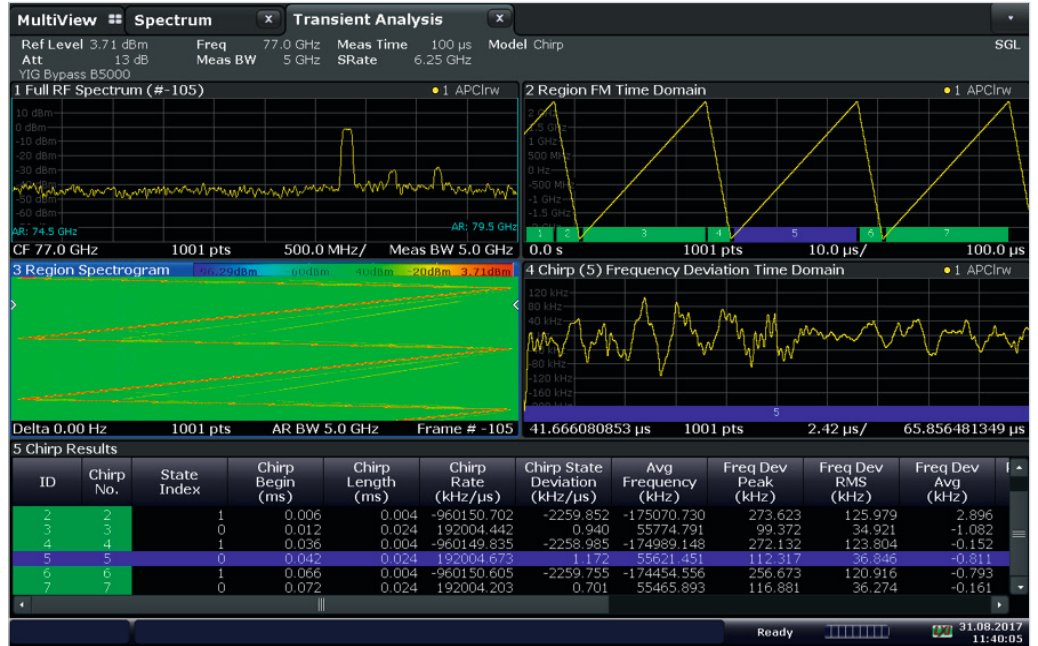 MultiView Spectrum X Transient Analysis X
Ref Level 3.71 dBm Freq 77.0 GHz Meas Time 100 µs Model Chirp SGL
Att 13 dB Meas BW 5 GHz SRate 6.25 GHz
YIG Bypass B5000
1 Full RF Spectrum (#-105) 1 APClrw
10 dBm
0 dBm
-10 dBm
-20 dBm
-30 dBm
-50 dBm
-60 dBm
AR: 74.5 GHz AR: 79.5 GHz
CF 77.0 GHz 1001 pts 500.0 MHz/ Meas BW 5.0 GHz
2 Region FM Time Domain 1 APClrw
1 GHz
500 MHz
0 Hz
-500 MHz
-1 GHz
-1.5 GHz
1 2 3 4 5 6 7
0.0 s 1001 pts 10.0 µs/ 100.0 µs
3 Region Spectrogram -96.29dBm -60dBm -40dBm -20dBm 3.71dBm
Delta 0.00 Hz 1001 pts AR BW 5.0 GHz Frame # -105
4 Chirp (5) Frequency Deviation Time Domain 1 APClrw
120 kHz
80 kHz
40 kHz
-80 kHz
-120 kHz
-160 kHz
5
41.666080853 µs 1001 pts 2.42 µs/ 65.856481349 µs
5 Chirp Results
ID Chirp No. State Index Chirp Begin (ms) Chirp Length (ms) Chirp Rate (kHz/µs) Chirp State Deviation (kHz/µs) Avg Frequency (kHz) Freq Dev Peak (kHz) Freq Dev RMS (kHz) Freq Dev Avg (kHz)
2 2 1 0.006 0.004 -960150.702 -2259.852 -175070.730 273.623 125.979 2.896
3 3 0 0.012 0.024 192004.442 0.940 55774.791 99.372 34.921 -1.082
4 4 1 0.036 0.004 -960149.835 -2258.985 -174989.148 272.132 123.804 -0.152
5 5 0 0.042 0.024 192004.673 1.172 55621.451 112.317 36.846 -0.811
6 6 1 0.066 0.004 -960150.605 -2259.755 -174454.556 256.673 120.916 -0.793
7 7 0 0.072 0.024 192004.203 0.701 55465.893 116.881 36.274 -0.161
Ready 31.08.2017
11:40:05